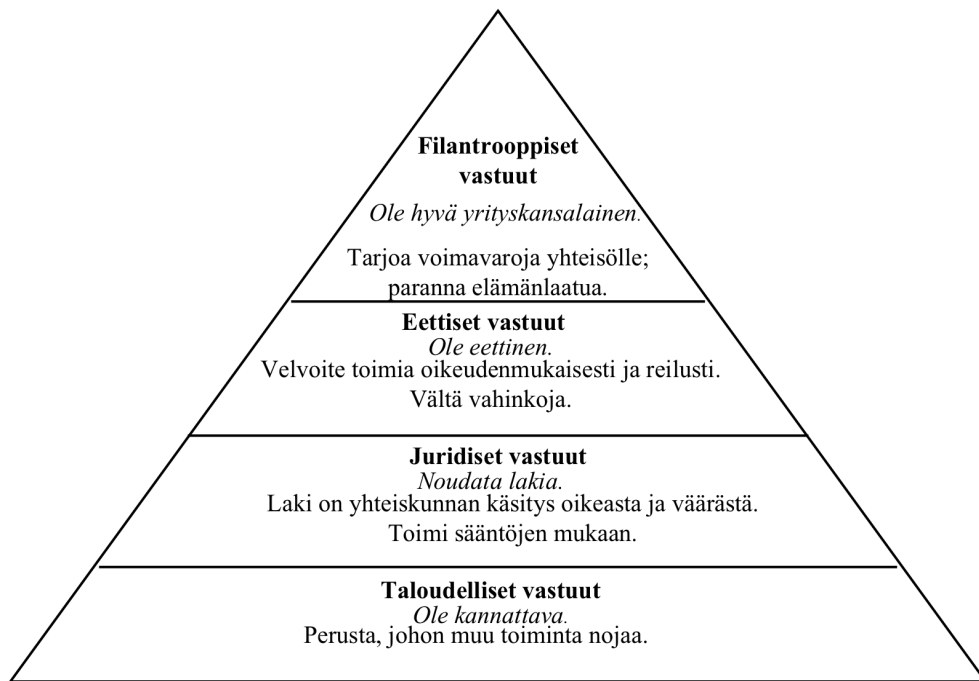 Filantrooppiset
vastuut
Ole hyvä yrityskansalainen.
Tarjoa voimavaroja yhteisölle;
paranna elämänlaatua.
Eettiset vastuut
Ole eettinen.
Velvoite toimia oikeudenmukaisesti ja reilusti.
Vältä vahinkoja.
Juridiset vastuut
Noudata lakia.
Laki on yhteiskunnan käsitys oikeasta ja väärästä.
Toimi sääntöjen mukaan.
Taloudelliset vastuut
Ole kannattava.
Perusta, johon muu toiminta nojaa.